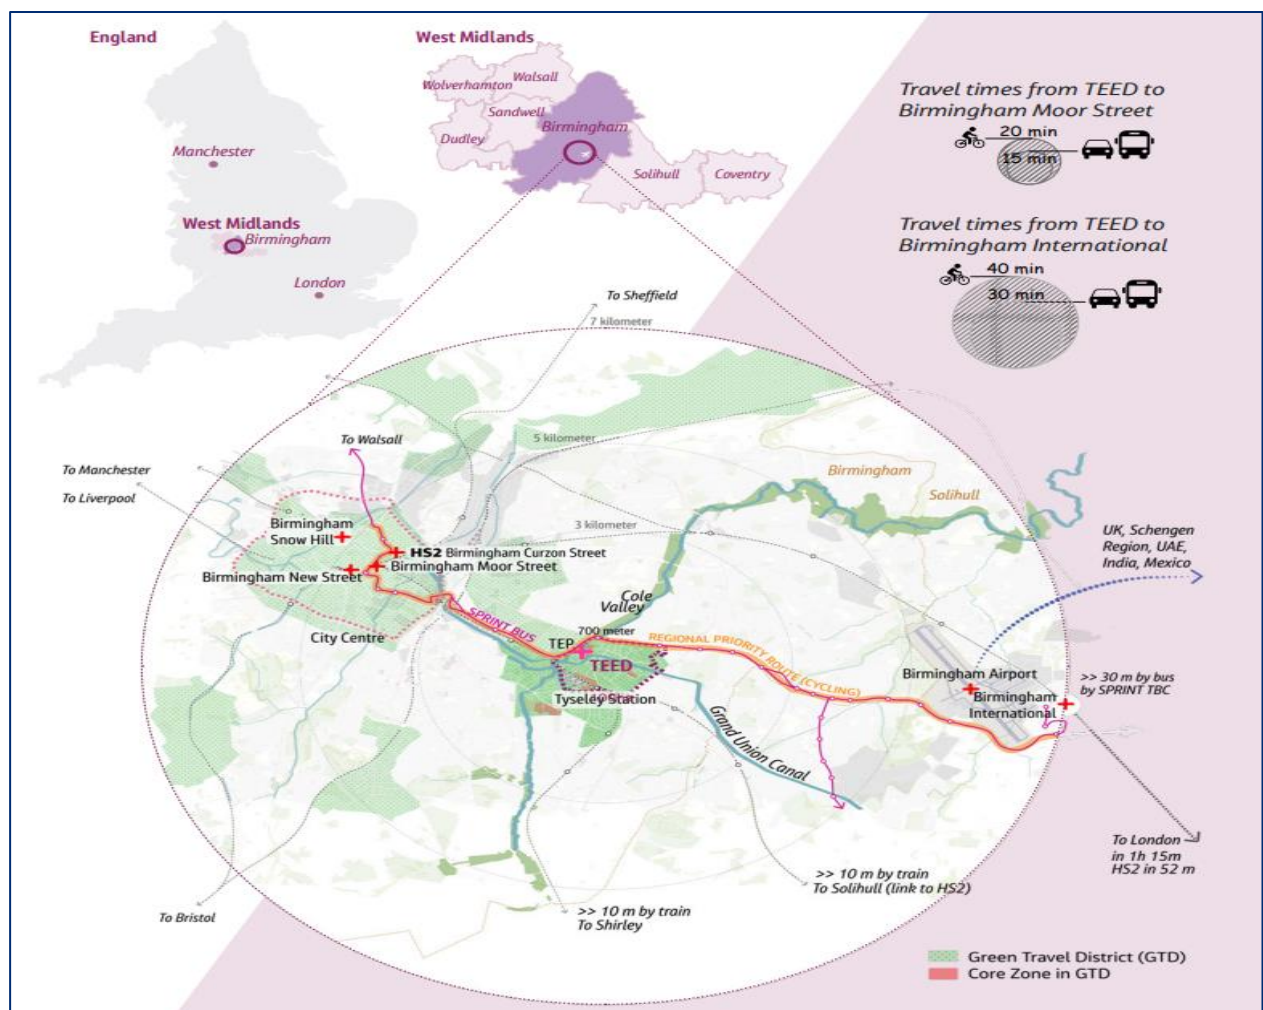 England
Manchester
West Midlands
Birmingham
London
West Midlands
Wolverhamton
Walsall
Sandwell
Dudley
Birmingham
Solihull
Coventry
Travel times from TEED to
Birmingham Moor Street
20 min
15 min
Travel times from TEED to
Birmingham International
40 min
30 min
To Sheffield
7 kilometer
5 kilometer
3 kilometer
700 meter
To Walsall
To Manchester
To Liverpool
Birmingham
Snow Hill
HS2 Birmingham Curzon Street
Birmingham Moor Street
Birmingham New Street
City Centre
SPRINT BUS
Cole
Valley
Birmingham
Solihull
TEP
TEED
Tyseley Station
REGIONAL PRIORITY ROUTE (CYCLING)
Grand Union Canal
Birmingham Airport
Birmingham
International
UK, Schengen
Region, UAE,
India, Mexico
>> 30 m by bus
by SPRINT TBC
To London
in 1h 15m
HS2 in 52 m
>> 10 m by train
To Solihull (link to HS2)
>> 10 m by train
To Shirley
To Bristol
Green Travel District (GTD)
Core Zone in GTD